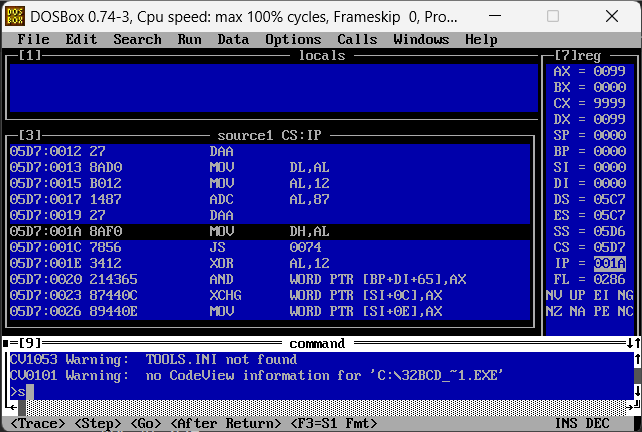 DOSBox 0.74-3, Cpu speed: max 100% cycles, Frameskip 0, Pro...
File Edit Search Run Data Options Calls Windows Help
[1] locals
[3] source1 CS:IP
05D7:0012 27 DAA
05D7:0013 8AD0 MOV DL,AL
05D7:0015 B012 MOV AL,12
05D7:0017 1487 ADC AL,87
05D7:0019 27 DAA
05D7:001A 8AF0 MOV DH,AL
05D7:001C 7856 JS 0074
05D7:001E 3412 XOR AL,12
05D7:0020 214365 AND WORD PTR [BP+DI+65],AX
05D7:0023 87440C XCHG WORD PTR [SI+0C],AX
05D7:0026 89440E MOV WORD PTR [SI+0E],AX
[7]reg
AX = 0099
BX = 0000
CX = 9999
DX = 0099
SP = 0000
BP = 0000
SI = 0000
DI = 0000
DS = 05C7
ES = 05C7
SS = 05D6
CS = 05D7
IP = 001A
FL = 0286
NV UP EI NG
NZ NA PE NC
[9] command
CV1053 Warning: TOOLS.INI not found
CV0101 Warning: no CodeView information for 'C:\32BCD_~1.EXE'
>s
<Trace> <Step> <Go> <After Return> <F3=S1 Fmt> INS DEC